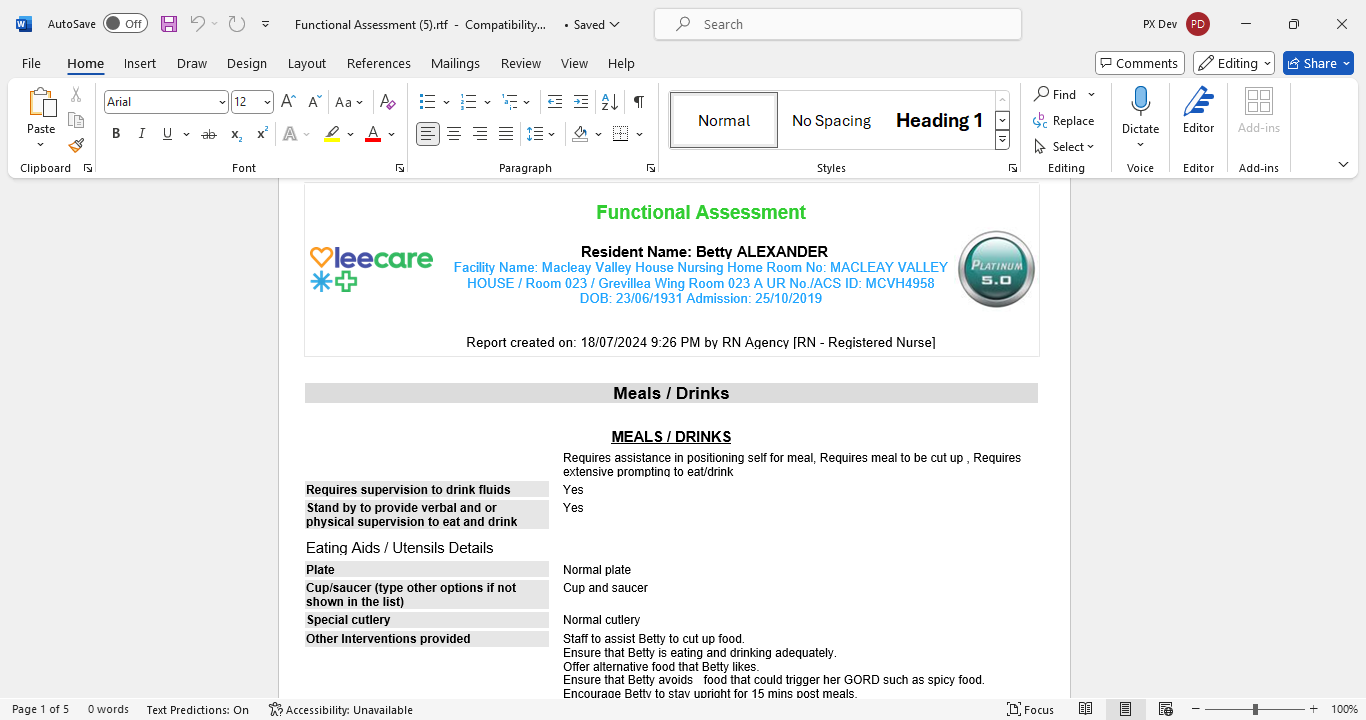 AutoSave Off Functional Assessment (5).rtf - Compatibility... • Saved Search PX Dev PD
File Home Insert Draw Design Layout References Mailings Review View Help Comments Editing Share
Paste
Arial 12 Aa
B I U ab x₂ x² A A
Normal No Spacing Heading 1
Find
Replace
Select
Dictate
Editor
Add-ins
Clipboard Font Paragraph Styles Editing Voice Editor Add-ins
Functional Assessment
leecare
Resident Name: Betty ALEXANDER
Facility Name: Macleay Valley House Nursing Home Room No: MACLEAY VALLEY
HOUSE / Room 023 / Grevillea Wing Room 023 A UR No./ACS ID: MCVH4958
DOB: 23/06/1931 Admission: 25/10/2019
PLATINUM
5.0
Report created on: 18/07/2024 9:26 PM by RN Agency [RN - Registered Nurse]
Meals / Drinks
MEALS / DRINKS
Requires assistance in positioning self for meal, Requires meal to be cut up , Requires
extensive prompting to eat/drink
Requires supervision to drink fluids Yes
Stand by to provide verbal and or Yes
physical supervision to eat and drink
Eating Aids / Utensils Details
Plate Normal plate
Cup/saucer (type other options if not Cup and saucer
shown in the list)
Special cutlery Normal cutlery
Other Interventions provided Staff to assist Betty to cut up food.
Ensure that Betty is eating and drinking adequately.
Offer alternative food that Betty likes.
Ensure that Betty avoids food that could trigger her GORD such as spicy food.
Encourage Betty to stay upright for 15 mins post meals.
Page 1 of 5 0 words Text Predictions: On Accessibility: Unavailable Focus 100%